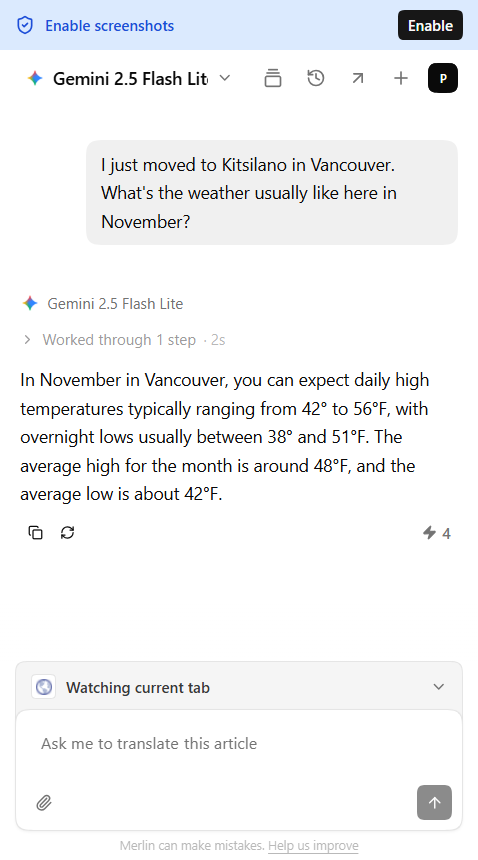 Enable screenshots
Enable
Gemini 2.5 Flash Lit
P
I just moved to Kitsilano in Vancouver.
What's the weather usually like here in
November?
Gemini 2.5 Flash Lite
Worked through 1 step · 2s
In November in Vancouver, you can expect daily high
temperatures typically ranging from 42° to 56°F, with
overnight lows usually between 38° and 51°F. The
average high for the month is around 48°F, and the
average low is about 42°F.
4
Watching current tab
Ask me to translate this article
Merlin can make mistakes. Help us improve